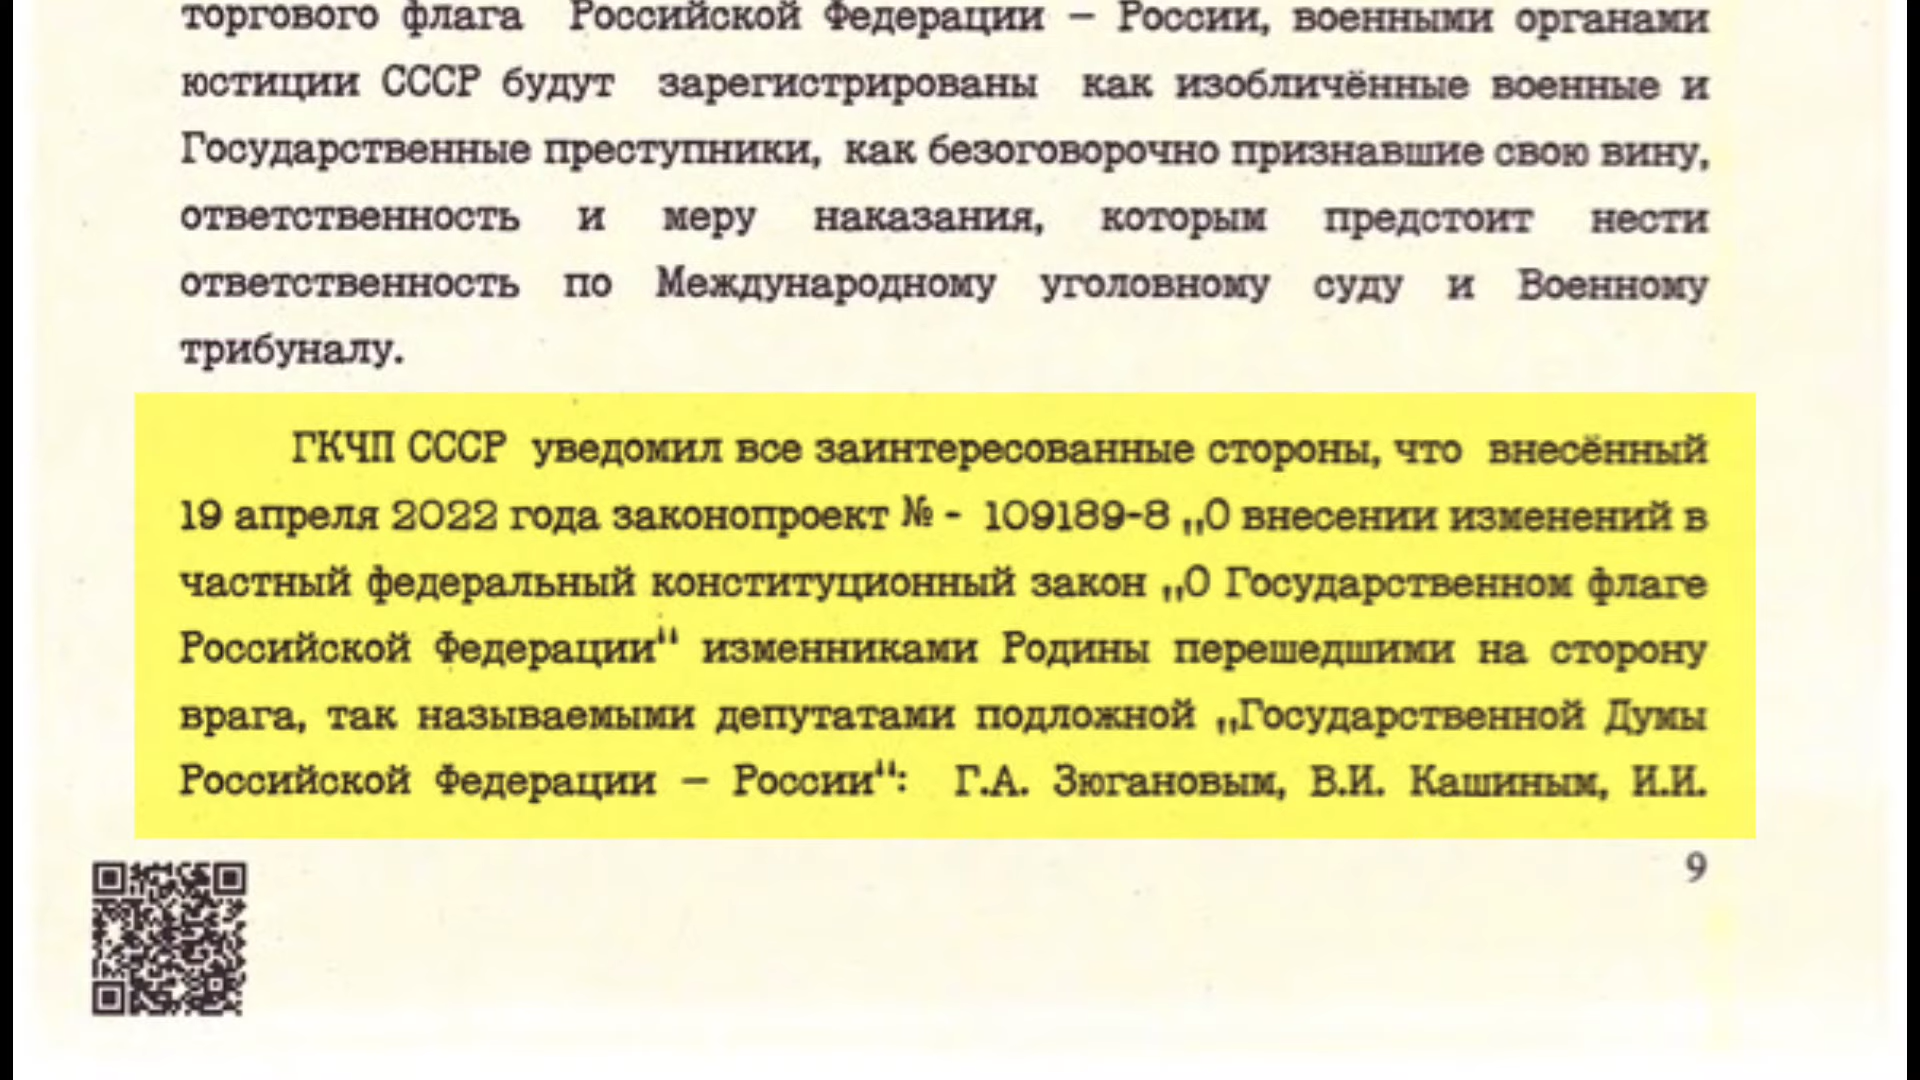 торгового флага Российской Федерации – России, военными органами
юстиции СССР будут зарегистрированы как изобличённые военные и
Государственные преступники, как безоговорочно признавшие свою вину,
ответственность и меру наказания, которым предстоит нести
ответственность по Международному уголовному суду и Военному
трибуналу.
ГКЧП СССР уведомил все заинтересованные стороны, что внесённый
19 апреля 2022 года законопроект № - 109189-8 „О внесении изменений в
частный федеральный конституционный закон „О Государственном флаге
Российской Федерации“ изменниками Родины перешедшими на сторону
врага, так называемыми депутатами подложной „Государственной Думы
Российской Федерации – России“: Г.А. Зюгановым, В.И. Кашиным, И.И.
9